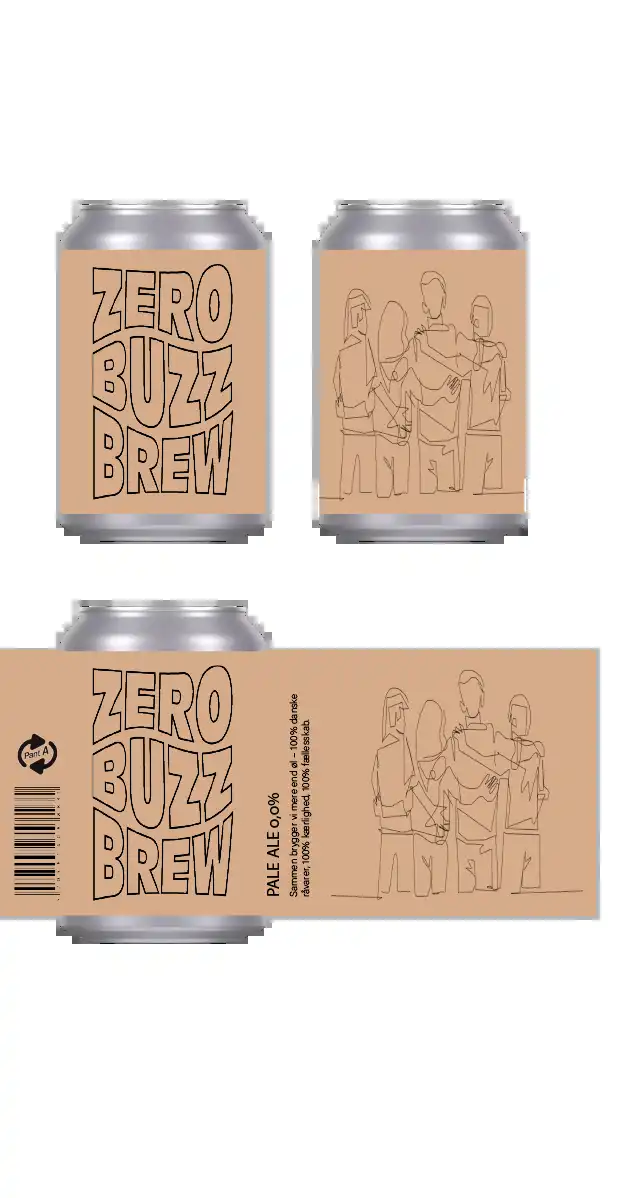 ZERO
BUZZ
BREW
Pant A
ZERO
BUZZ
BREW
PALE ALE 0,0%
Sammen brygger vi mere end øl – 100% danske
råvarer, 100% kærlighed, 100% fællesskab.